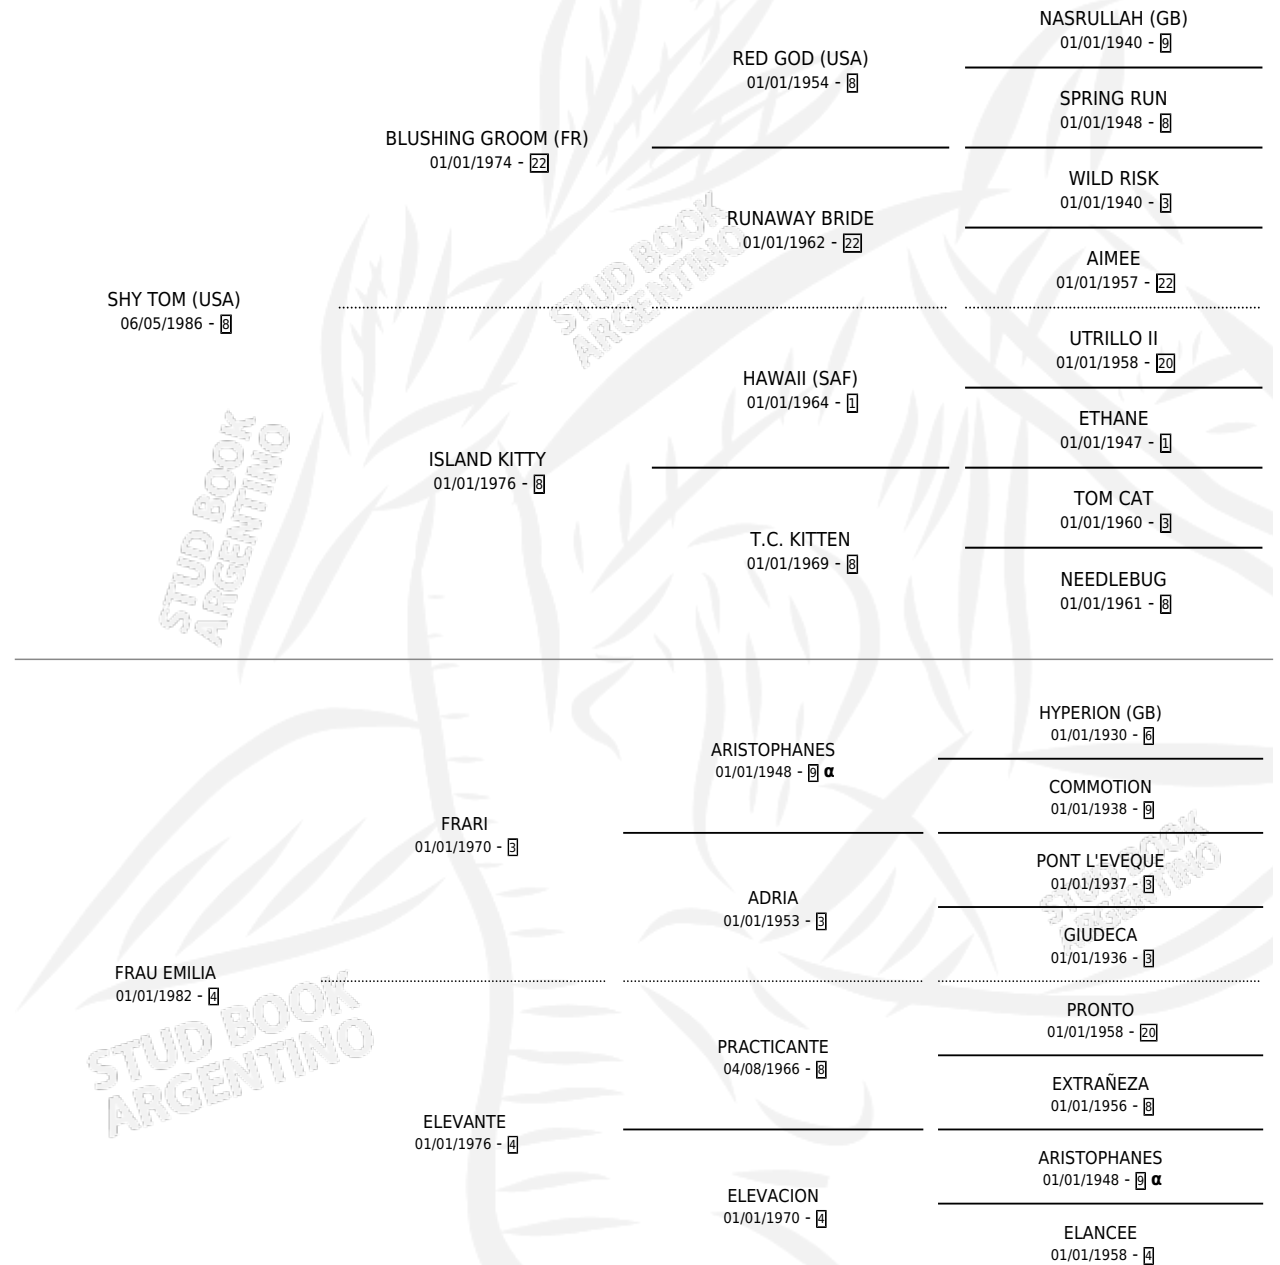 NASRULLAH (GB)
01/01/1940 - 9
RED GOD (USA)
01/01/1954 - 8
SPRING RUN
01/01/1948 - 8
BLUSHING GROOM (FR)
01/01/1974 - 22
WILD RISK
01/01/1940 - 3
RUNAWAY BRIDE
01/01/1962 - 22
AIMEE
01/01/1957 - 22
SHY TOM (USA)
06/05/1986 - 8
UTRILLO II
01/01/1958 - 20
HAWAII (SAF)
01/01/1964 - 1
ETHANE
01/01/1947 - 1
ISLAND KITTY
01/01/1976 - 8
TOM CAT
01/01/1960 - 3
T.C. KITTEN
01/01/1969 - 8
NEEDLEBUG
01/01/1961 - 8
HYPERION (GB)
01/01/1930 - 6
ARISTOPHANES
01/01/1948 - 9 α
COMMOTION
01/01/1938 - 9
FRARI
01/01/1970 - 3
PONT L'EVEQUE
01/01/1937 - 3
ADRIA
01/01/1953 - 3
GIUDECA
01/01/1936 - 3
FRAU EMILIA
01/01/1982 - 4
PRONTO
01/01/1958 - 20
PRACTICANTE
04/08/1966 - 8
EXTRAÑEZA
01/01/1956 - 8
ELEVANTE
01/01/1976 - 4
ARISTOPHANES
01/01/1948 - 9 α
ELEVACION
01/01/1970 - 4
ELANCEE
01/01/1958 - 4
STUD BOOK
ARGENTINO
STUD BOOK
ARGENTINO
STUD BOOK
ARGENTINO
STUD BOOK
ARGENTINO